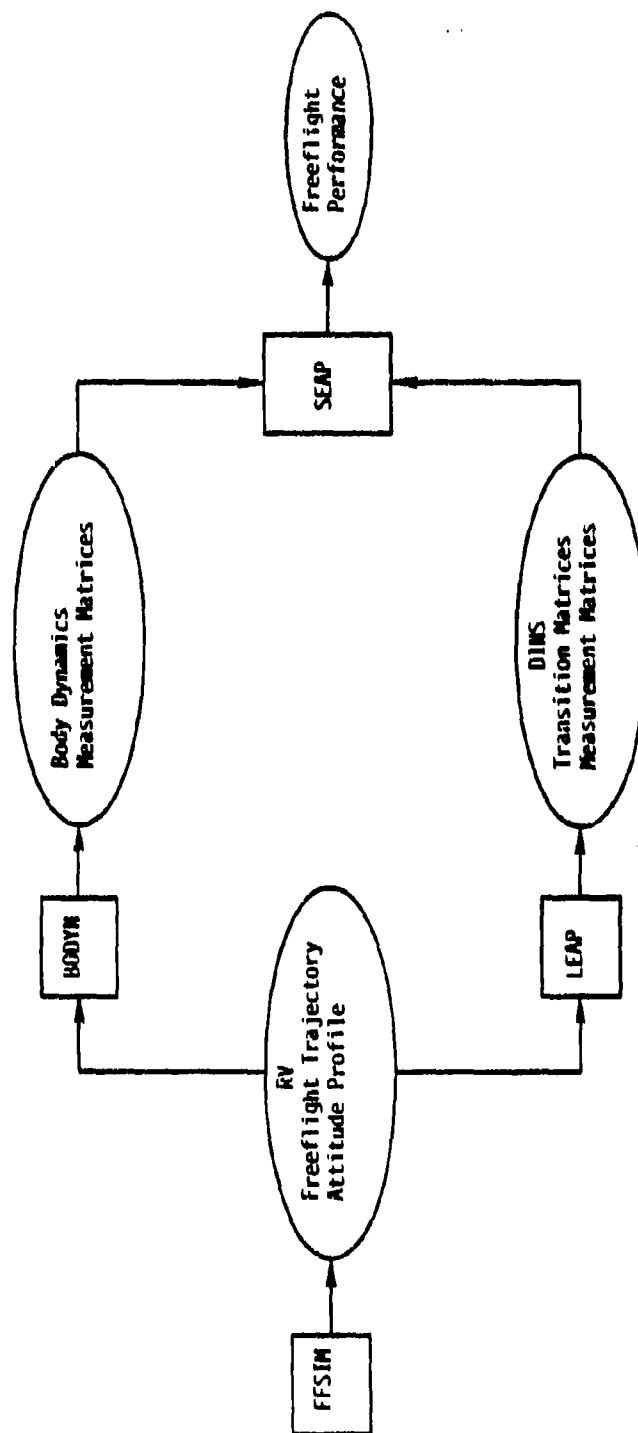 FFSIM
RV
Freeflight Trajectory
Attitude Profile
BODYN
Body Dynamics
Measurement Matrices
LEAP
DINS
Transition Matrices
Measurement Matrices
SEAP
Freeflight
Performance